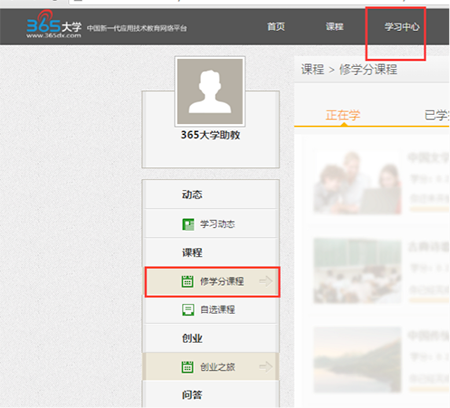 365大学 中国新一代应用技术教育网络平台 首页 课程 学习中心
www.365dx.com
课程 > 修学分课程
正在学 已学
365大学助教
动态
学习动态
课程
修学分课程
自选课程
创业
创业之旅
问答